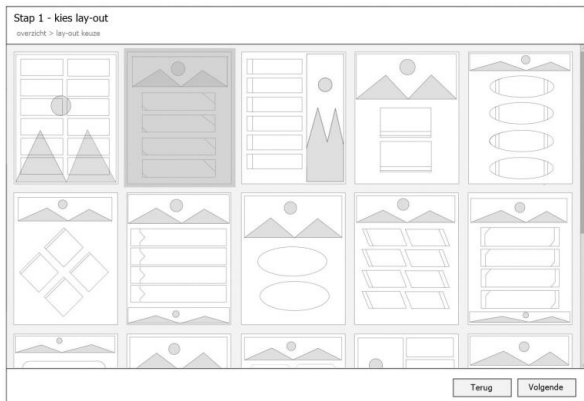 Stap 1 - kies lay-out
overzicht > lay-out keuze
Terug
Volgende